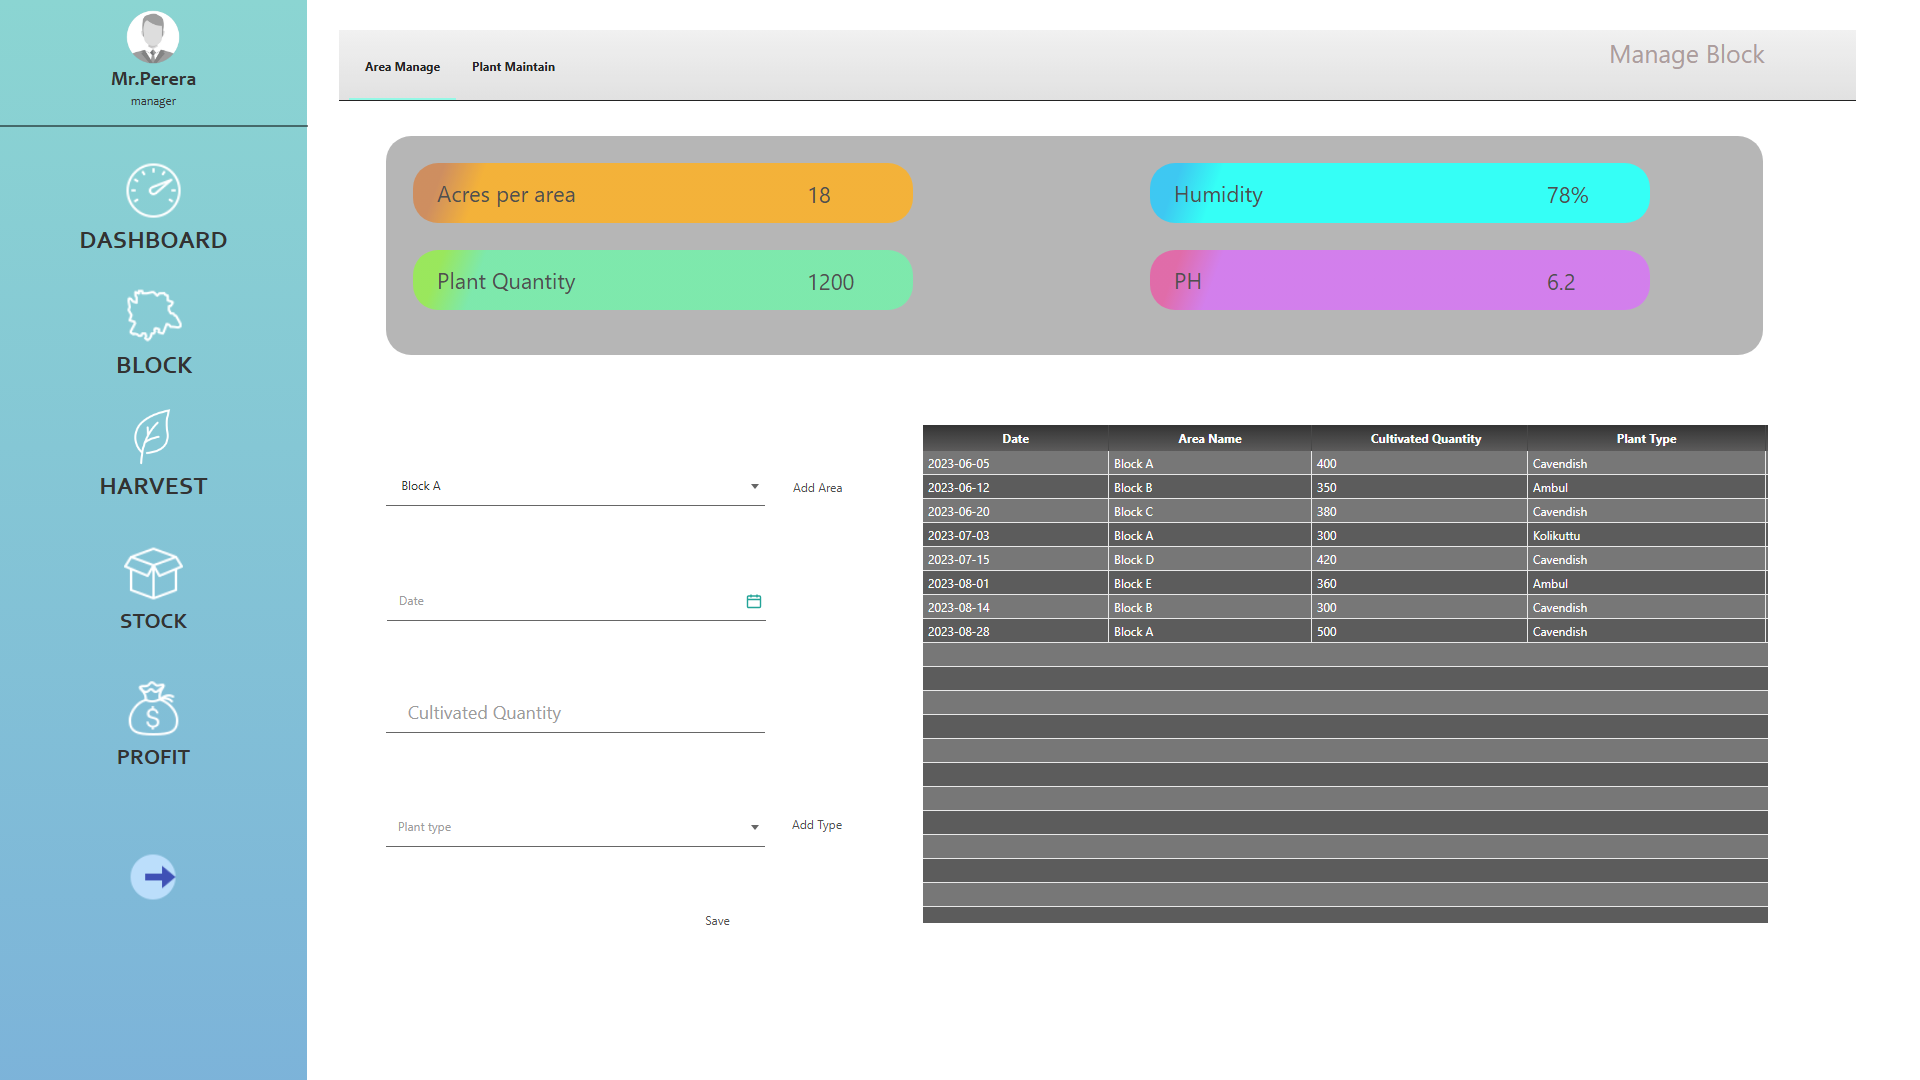 Mr.Perera
manager
DASHBOARD
BLOCK
HARVEST
STOCK
PROFIT
Area Manage Plant Maintain Manage Block
Acres per area 18 Humidity 78%
Plant Quantity 1200 PH 6.2
Block A Add Area
Date
Cultivated Quantity
Plant type Add Type
Save
Date Area Name Cultivated Quantity Plant Type
2023-06-05 Block A 400 Cavendish
2023-06-12 Block B 350 Ambul
2023-06-20 Block C 380 Cavendish
2023-07-03 Block A 300 Kolikuttu
2023-07-15 Block D 420 Cavendish
2023-08-01 Block E 360 Ambul
2023-08-14 Block B 300 Cavendish
2023-08-28 Block A 500 Cavendish